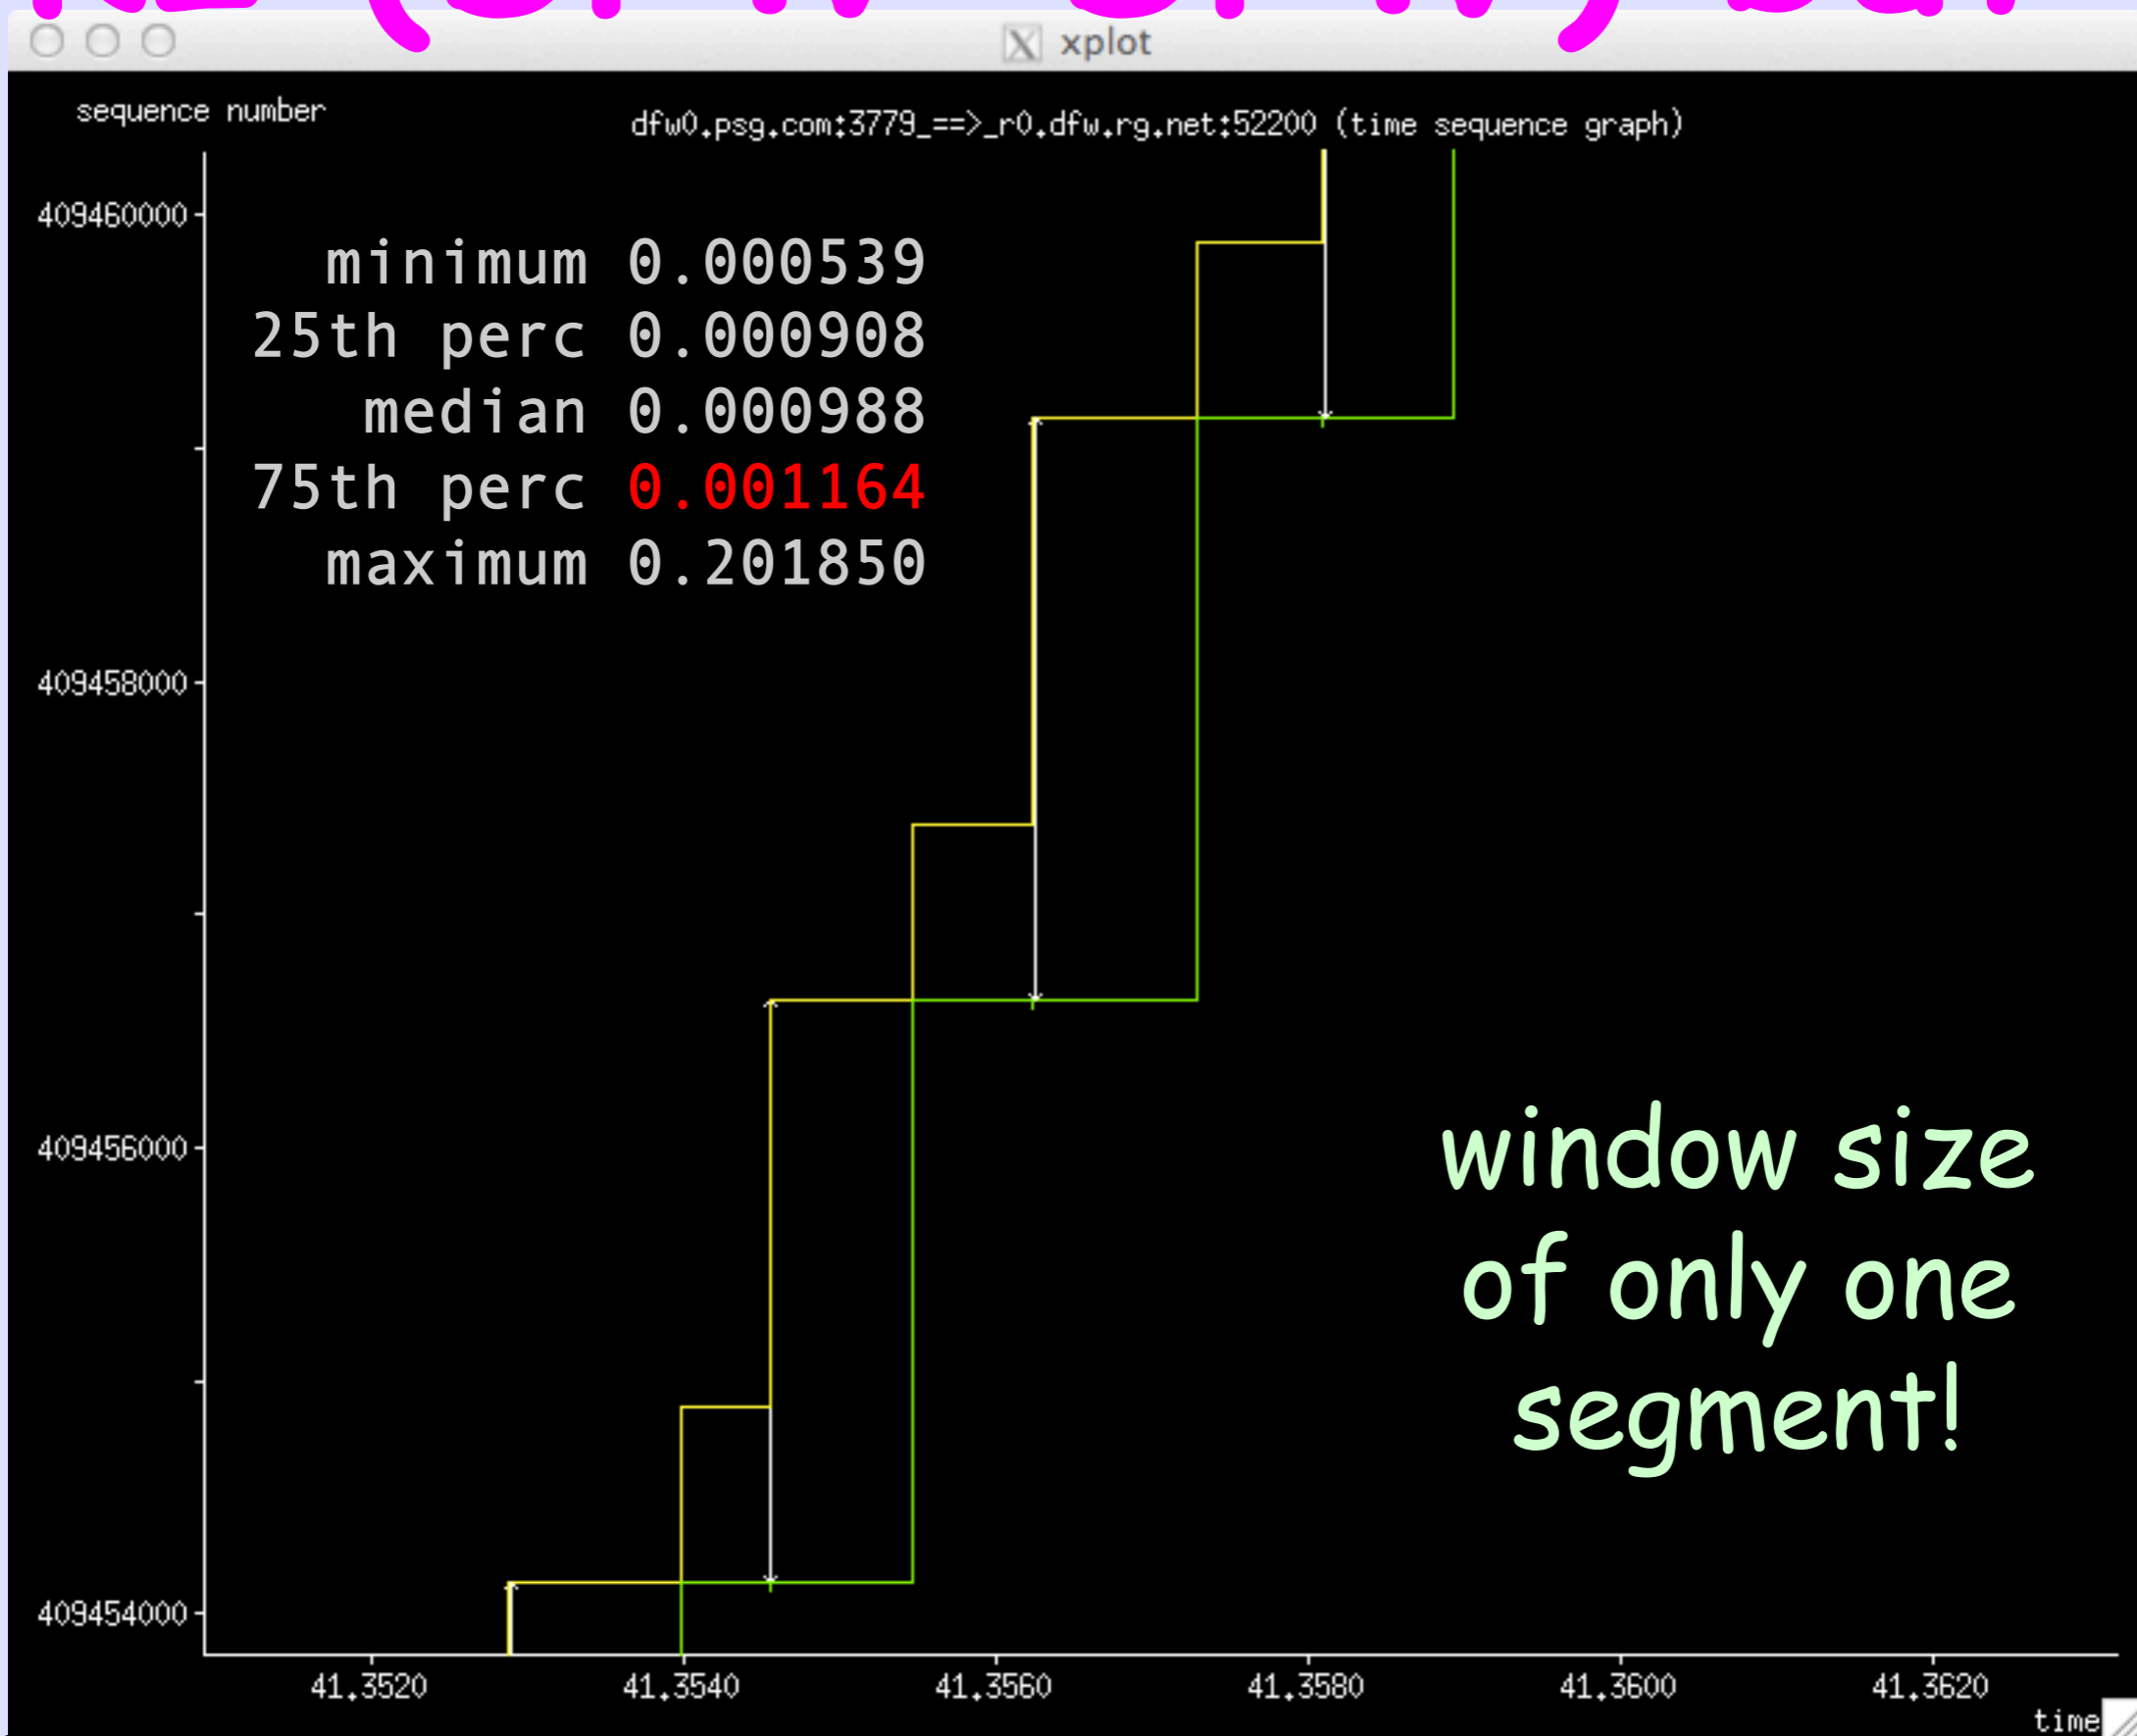 xplot
sequence number
dfw0.psg.com:3779_==>_r0.dfw.rg.net:52200 (time sequence graph)
409460000
minimum 0.000539
25th perc 0.000908
median 0.000988
75th perc 0.001164
maximum 0.201850
409458000
409456000
window size
of only one
segment!
409454000
41.3520 41.3540 41.3560 41.3580 41.3600 41.3620
time